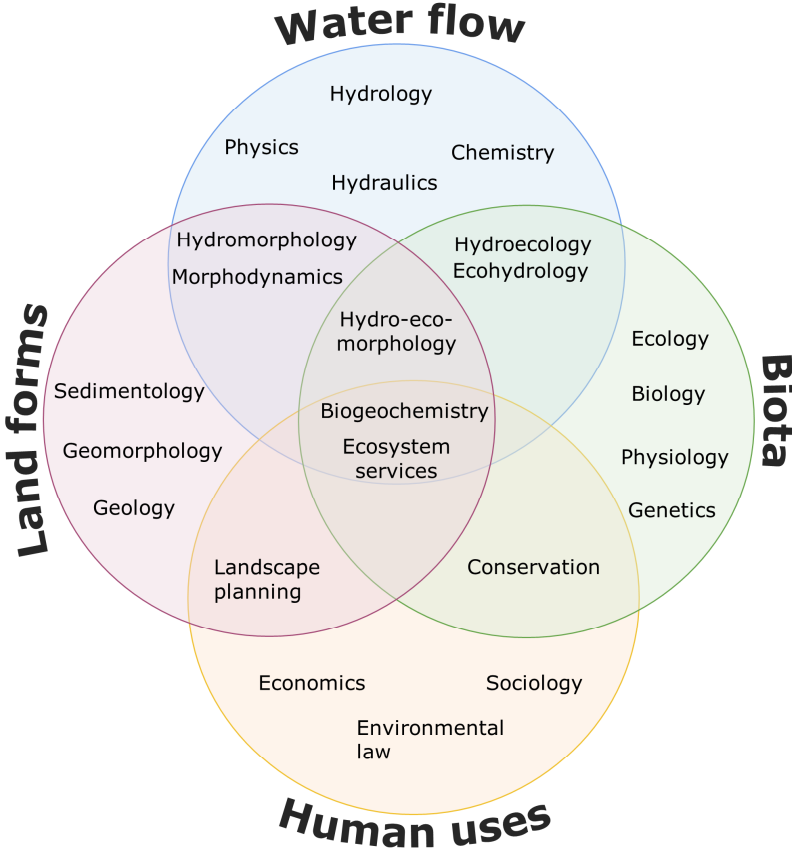 Water flow
Hydrology
Physics
Chemistry
Hydraulics
Hydromorphology
Morphodynamics
Hydroecology
Ecohydrology
Hydro-eco-
morphology
Land forms
Sedimentology
Geomorphology
Geology
Biogeochemistry
Ecosystem
services
Ecology
Biology
Physiology
Genetics
Biota
Landscape
planning
Conservation
Economics
Sociology
Environmental
law
Human uses